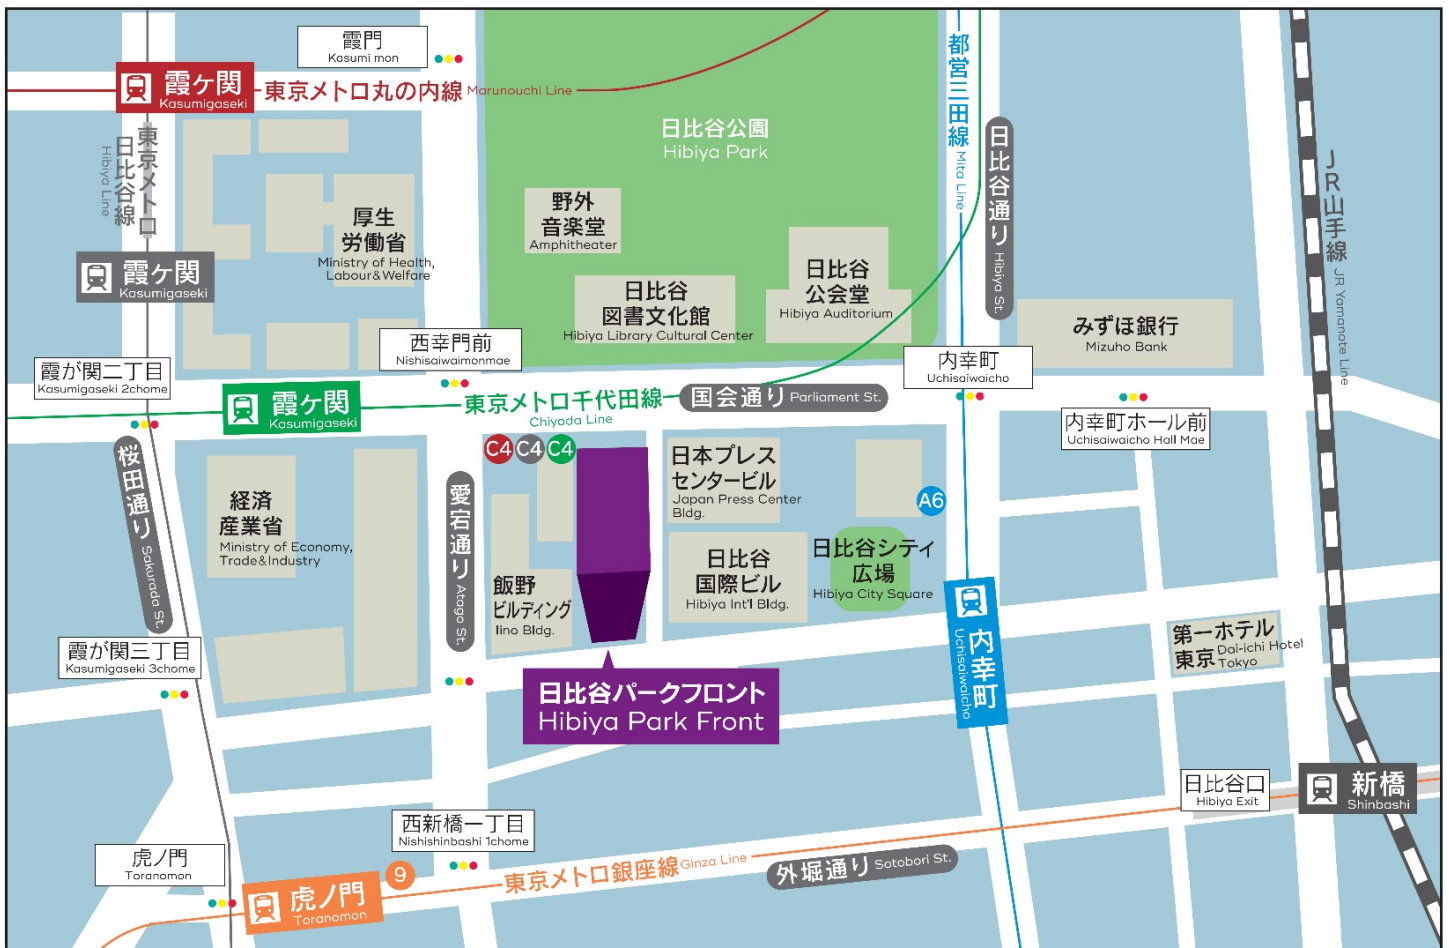 霞門
Kasumi mon
霞ケ関
Kasumigaseki
東京メトロ丸の内線 Marunouchi Line
都営三田線 Mita Line
日比谷公園
Hibiya Park
東京メトロ
日比谷線
Hibiya Line
日比谷通り Hibiya St.
JR山手線 JR Yamanote Line
野外
音楽堂
Amphitheater
厚生
労働省
Ministry of Health,
Labour&Welfare
霞ケ関
Kasumigaseki
日比谷
図書文化館
Hibiya Library Cultural Center
日比谷
公会堂
Hibiya Auditorium
みずほ銀行
Mizuho Bank
西幸門前
Nishisaiwaimonmae
内幸町
Uchisaiwaicho
霞が関二丁目
Kasumigaseki 2chome
霞ケ関
Kasumigaseki
東京メトロ千代田線
Chiyoda Line
国会通り Parliament St.
内幸町ホール前
Uchisaiwaicho Hall Mae
C4 C4 C4
桜田通り Sakurada St.
経済
産業省
Ministry of Economy,
Trade&Industry
愛宕通り Atago St.
日本プレス
センタービル
Japan Press Center
Bldg.
A6
飯野
ビルディング
Iino Bldg.
日比谷
国際ビル
Hibiya Int'l Bldg.
日比谷シティ
広場
Hibiya City Square
内幸町
Uchisaiwaicho
霞が関三丁目
Kasumigaseki 3chome
第一ホテル
東京 Dai-ichi Hotel
Tokyo
日比谷パークフロント
Hibiya Park Front
日比谷口
Hibiya Exit
新橋
Shinbashi
西新橋一丁目
Nishishinbashi 1chome
虎ノ門
Toranomon
9
虎ノ門
Toranomon
東京メトロ銀座線 Ginza Line
外堀通り Sotobori St.